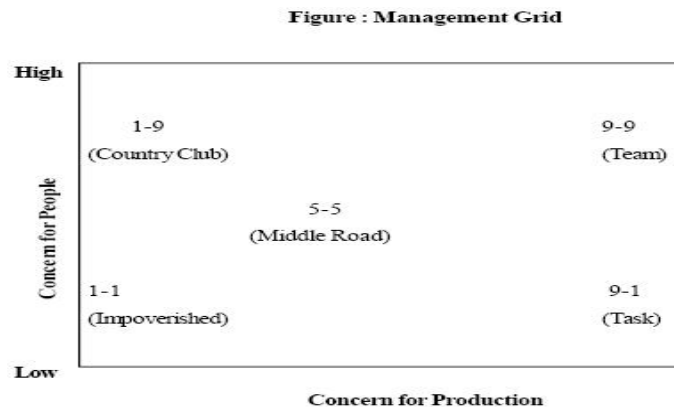 Figure : Management Grid
High
1-9
9-9
(Country Club)
(Team)
5-5
(Middle Road)
Concern for People
1-1
9-1
(Impoverished)
(Task)
Low
Concern for Production